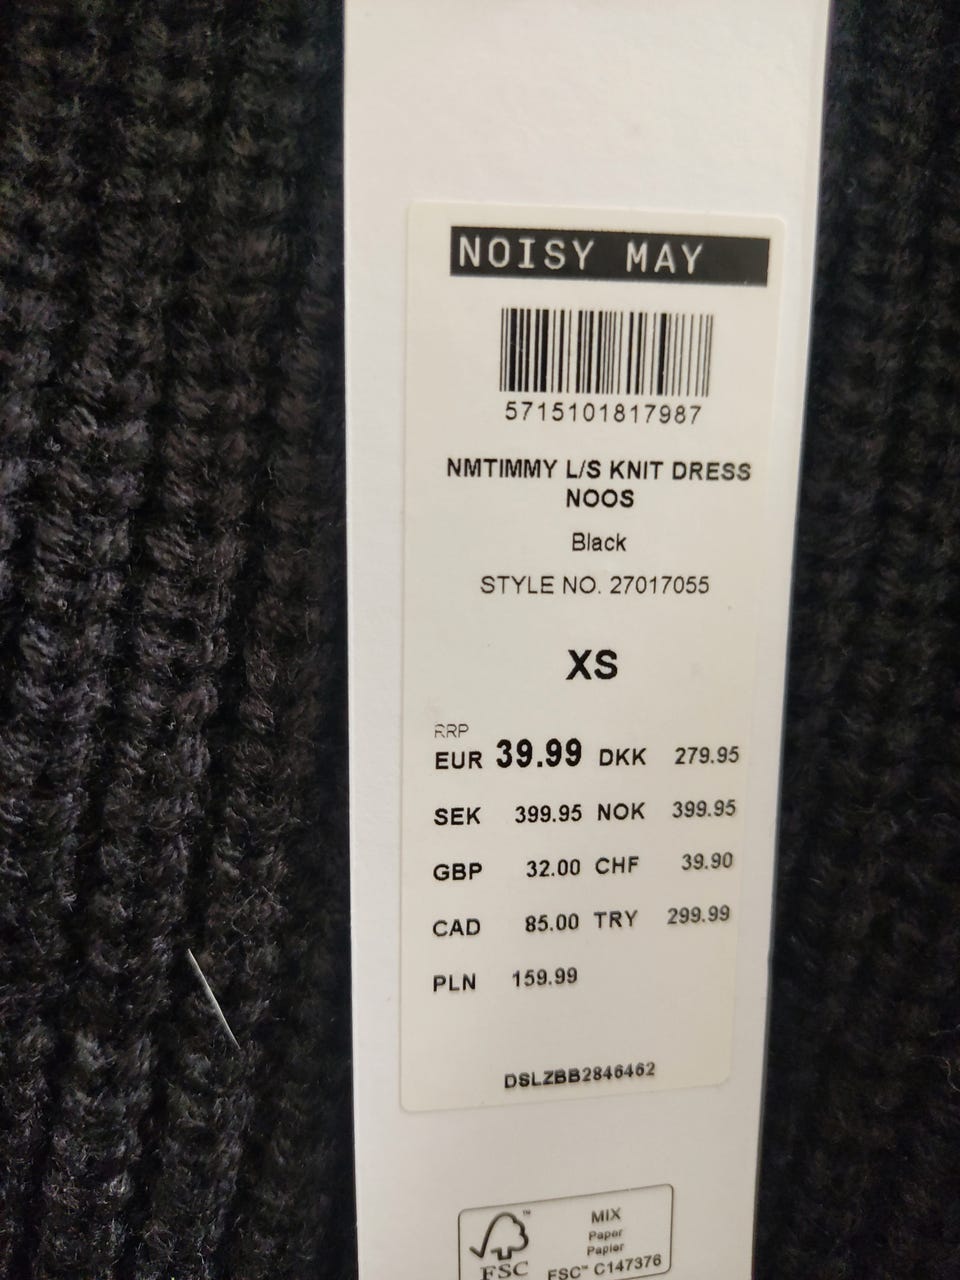 NOISY MAY
5715101817987
NMTIMMY L/S KNIT DRESS
NOOS
Black
STYLE NO. 27017055
XS
RRP
EUR 39.99 DKK 279.95
SEK 399.95 NOK 399.95
GBP 32.00 CHF 39.90
CAD 85.00 TRY 299.99
PLN 159.99
DSLZBB2846462
MIX
Paper
Papier
FSC™ C147376
™
FSC